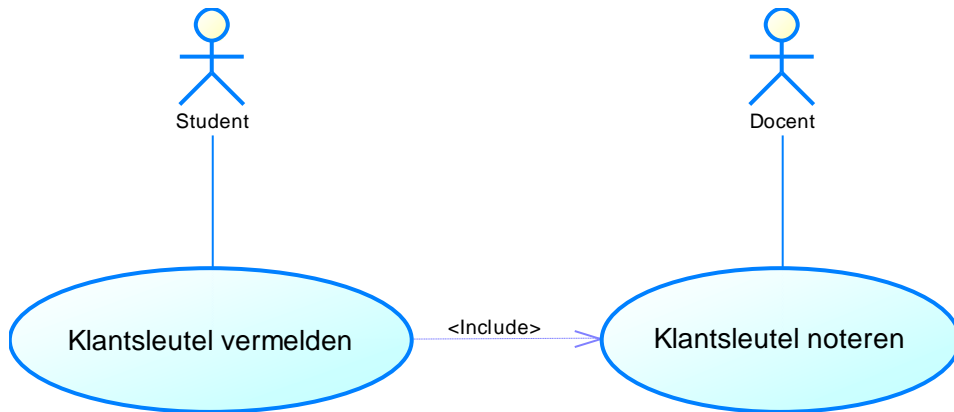 Student
Docent
<Include>
Klantsleutel vermelden
Klantsleutel noteren